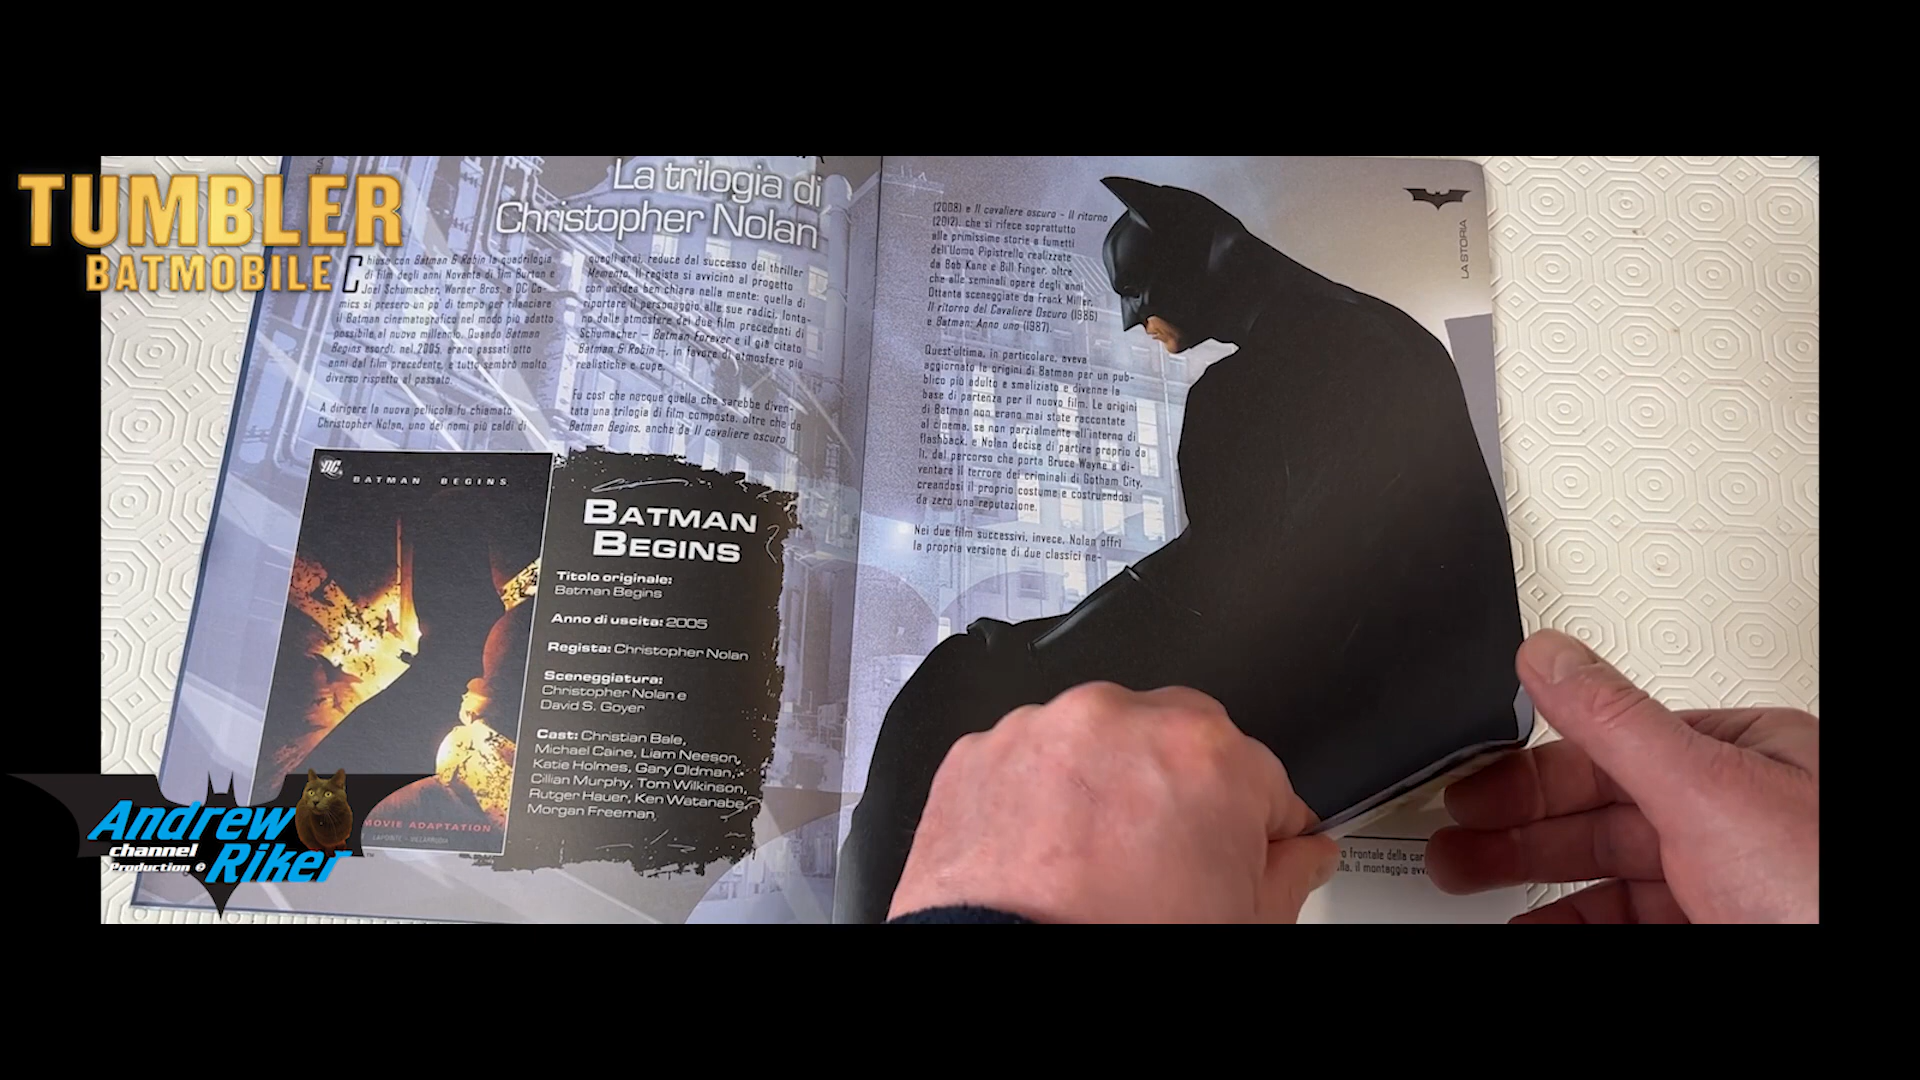 TUMBLER
BATMOBILE
La trilogia di
Christopher Nolan
Chiusa con Batman & Robin la quadrilogia
di film degli anni Novanta di Tim Burton e
Joel Schumacher, Warner Bros. e DC Co-
mics si presero un po' di tempo per rilanciare
il Batman cinematografico nel modo più adatto
possibile al nuovo millennio. Quando Batman
Begins esordì, nel 2005, erano passati otto
anni dal film precedente, e tutto sembrò molto
diverso rispetto al passato.
A dirigere la nuova pellicola fu chiamato
Christopher Nolan, uno dei nomi più caldi di
quegli anni, reduce dal successo del thriller
Memento. Il regista si avvicinò al progetto
con un'idea ben chiara nella mente: quella di
riportare il personaggio alle sue radici, lonta-
no dalle atmosfere dei due film precedenti di
Schumacher – Batman Forever e il già citato
Batman & Robin –, in favore di atmosfere più
realistiche e cupe.
Fu così che nacque quella che sarebbe diven-
tata una trilogia di film composta, oltre che da
Batman Begins, anche da Il cavaliere oscuro
DC
BATMAN BEGINS
MOVIE ADAPTATION
BATMAN
BEGINS
Titolo originale:
Batman Begins
Anno di uscita: 2005
Regista: Christopher Nolan
Sceneggiatura:
Christopher Nolan e
David S. Goyer
Cast: Christian Bale,
Michael Caine, Liam Neeson,
Katie Holmes, Gary Oldman,
Cillian Murphy, Tom Wilkinson,
Rutger Hauer, Ken Watanabe,
Morgan Freeman
(2008) e Il cavaliere oscuro - Il ritorno
(2012), che si rifece soprattutto
alle primissime storie a fumetti
dell'Uomo Pipistrello realizzate
da Bob Kane e Bill Finger, oltre
che alle seminali opere degli anni
Ottanta sceneggiate da Frank Miller,
Il ritorno del Cavaliere Oscuro (1986)
e Batman: Anno uno (1987).
Quest'ultima, in particolare, aveva
aggiornato le origini di Batman per un pub-
blico più adulto e smaliziato e divenne la
base di partenza per il nuovo film. Le origini
di Batman non erano mai state raccontate
al cinema, se non parzialmente all'interno di
flashback, e Nolan decise di partire proprio da
lì, dal percorso che porta Bruce Wayne a di-
ventare il terrore dei criminali di Gotham City,
creandosi il proprio costume e costruendosi
da zero una reputazione.
Nei due film successivi, invece, Nolan offrì
la propria versione di due classici ne-
LA STORIA
frontale della car
il montaggio avv
Andrew
channel
Riker
Production ©